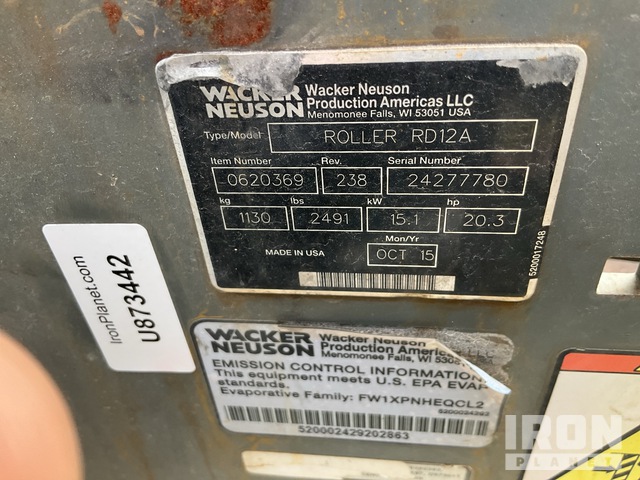 WACKER
NEUSON
Wacker Neuson
Production Americas LLC
Menomonee Falls, WI 53051 USA
Type/Model ROLLER RD12A
Item Number Rev. Serial Number
0620369 238 24277780
kg lbs kW hp
1130 2491 15.1 20.3
Mon/Yr
MADE IN USA OCT 15
5200017248
IronPlanet.com
U873442
WACKER
NEUSON
Wacker Neuson
Production Americas LLC
Menomonee Falls, WI
EMISSION CONTROL INFORMATION
This equipment meets U.S. EPA EVAP
standards.
Evaporative Family: FW1XPNHEQCL2
520002429202863
IRON
PLANET